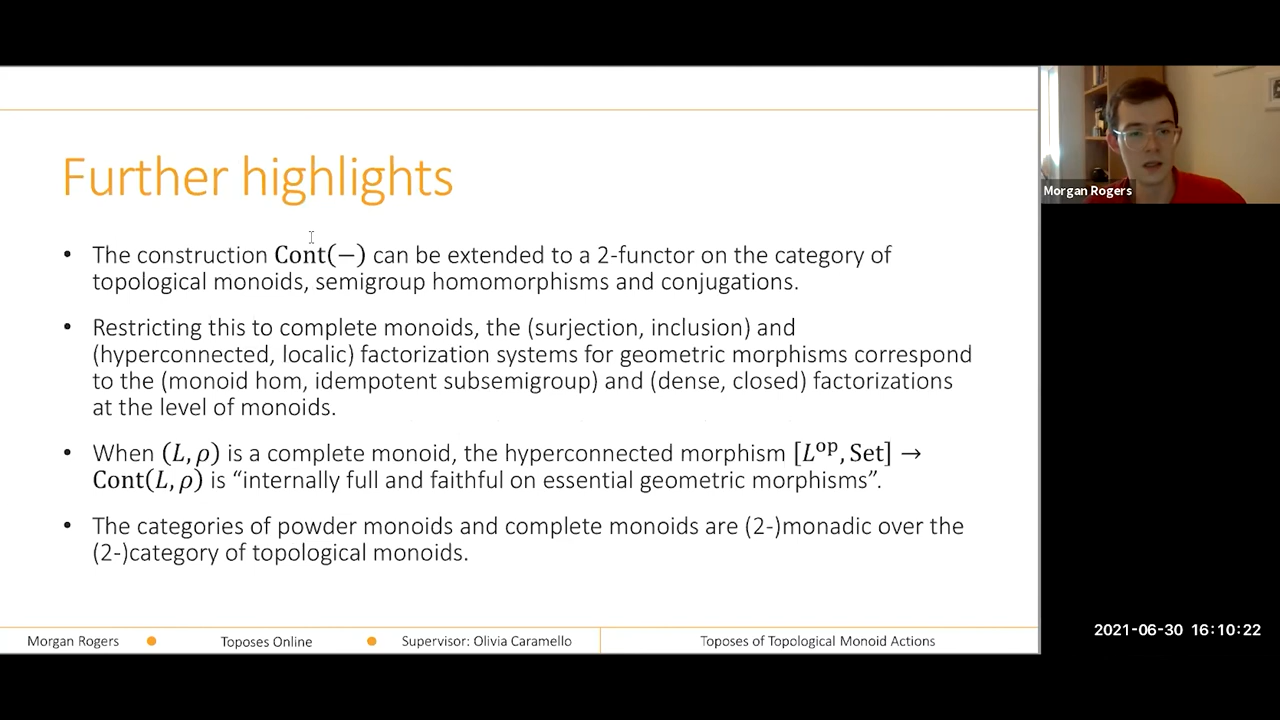 Further highlights
• The construction Cont(−) can be extended to a 2-functor on the category of
topological monoids, semigroup homomorphisms and conjugations.
• Restricting this to complete monoids, the (surjection, inclusion) and
(hyperconnected, localic) factorization systems for geometric morphisms correspond
to the (monoid hom, idempotent subsemigroup) and (dense, closed) factorizations
at the level of monoids.
• When (L, ρ) is a complete monoid, the hyperconnected morphism [Lᵒᵖ, Set] →
Cont(L, ρ) is “internally full and faithful on essential geometric morphisms”.
• The categories of powder monoids and complete monoids are (2-)monadic over the
(2-)category of topological monoids.
Morgan Rogers ● Toposes Online ● Supervisor: Olivia Caramello Toposes of Topological Monoid Actions
Morgan Rogers
2021-06-30 16:10:22